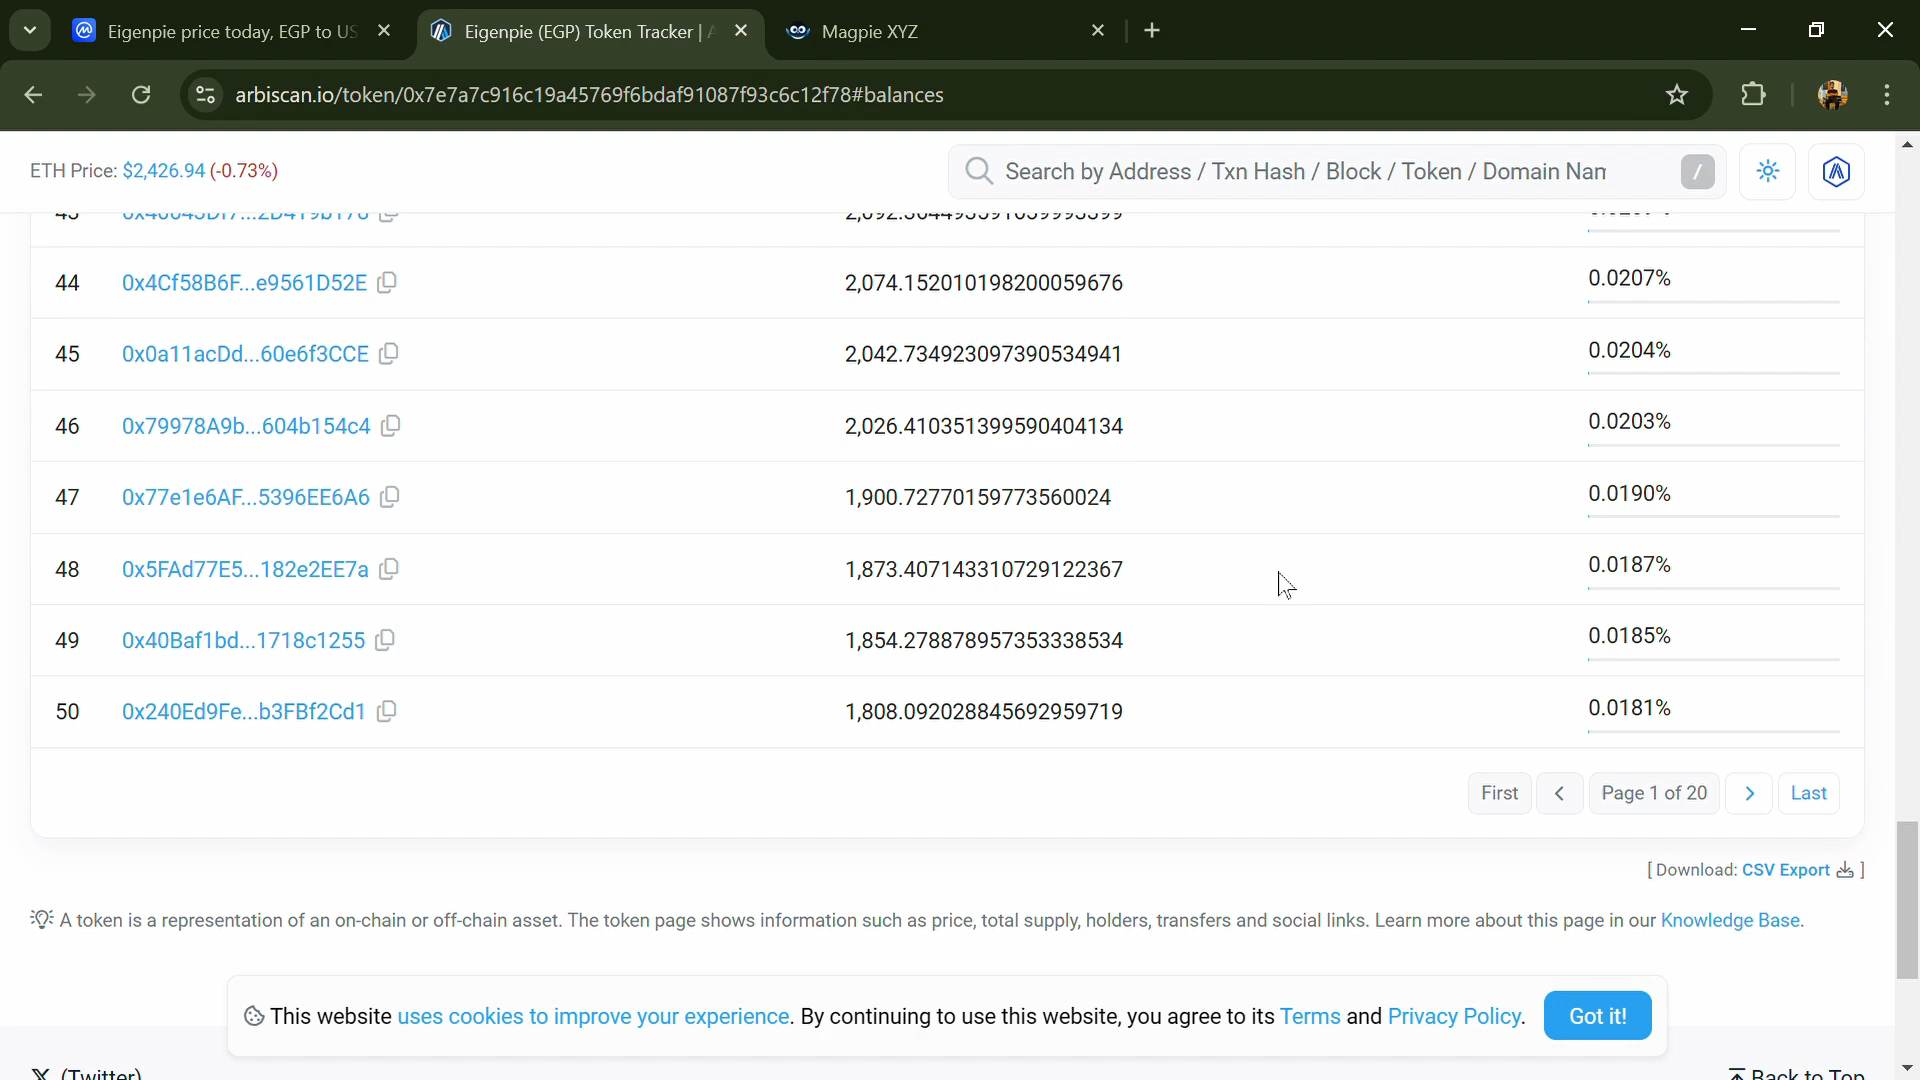 Eigenpie price today, EGP to US
Eigenpie (EGP) Token Tracker | A
Magpie XYZ
arbiscan.io/token/0x7e7a7c916c19a45769f6bdaf91087f93c6c12f78#balances
ETH Price: $2,426.94 (-0.73%)
Search by Address / Txn Hash / Block / Token / Domain Nam
/
44 0x4Cf58B6F...e9561D52E 2,074.152010198200059676 0.0207%
45 0x0a11acDd...60e6f3CCE 2,042.734923097390534941 0.0204%
46 0x79978A9b...604b154c4 2,026.410351399590404134 0.0203%
47 0x77e1e6AF...5396EE6A6 1,900.72770159773560024 0.0190%
48 0x5FAd77E5...182e2EE7a 1,873.407143310729122367 0.0187%
49 0x40Baf1bd...1718c1255 1,854.278878957353338534 0.0185%
50 0x240Ed9Fe...b3FBf2Cd1 1,808.092028845692959719 0.0181%
First Page 1 of 20 Last
[ Download: CSV Export ]
A token is a representation of an on-chain or off-chain asset. The token page shows information such as price, total supply, holders, transfers and social links. Learn more about this page in our Knowledge Base.
This website uses cookies to improve your experience. By continuing to use this website, you agree to its Terms and Privacy Policy. Got it!
X (Twitter) Back to Top